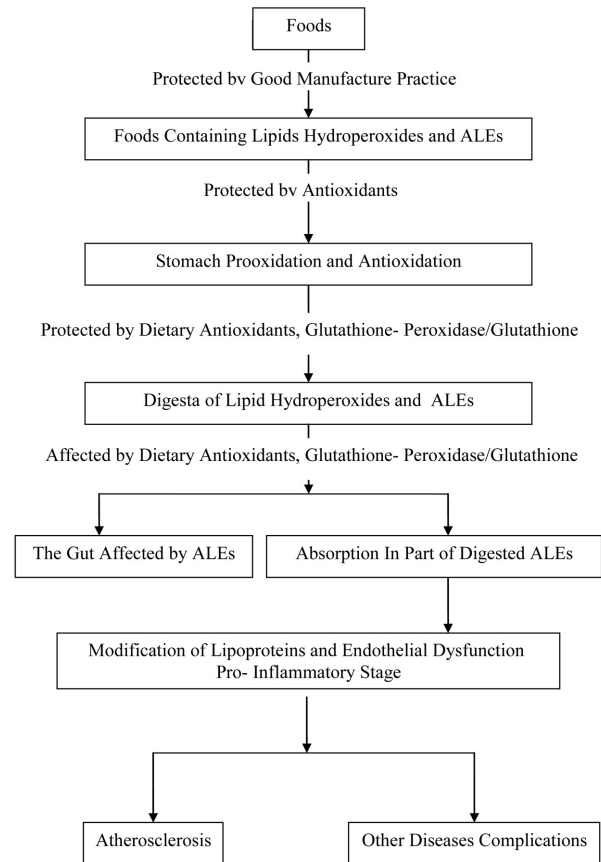 Foods
Protected by Good Manufacture Practice
Foods Containing Lipids Hydroperoxides and ALEs
Protected by Antioxidants
Stomach Prooxidation and Antioxidation
Protected by Dietary Antioxidants, Glutathione- Peroxidase/Glutathione
Digesta of Lipid Hydroperoxides and ALEs
Affected by Dietary Antioxidants, Glutathione- Peroxidase/Glutathione
The Gut Affected by ALEs
Absorption In Part of Digested ALEs
Modification of Lipoproteins and Endothelial Dysfunction
Pro- Inflammatory Stage
Atherosclerosis
Other Diseases Complications